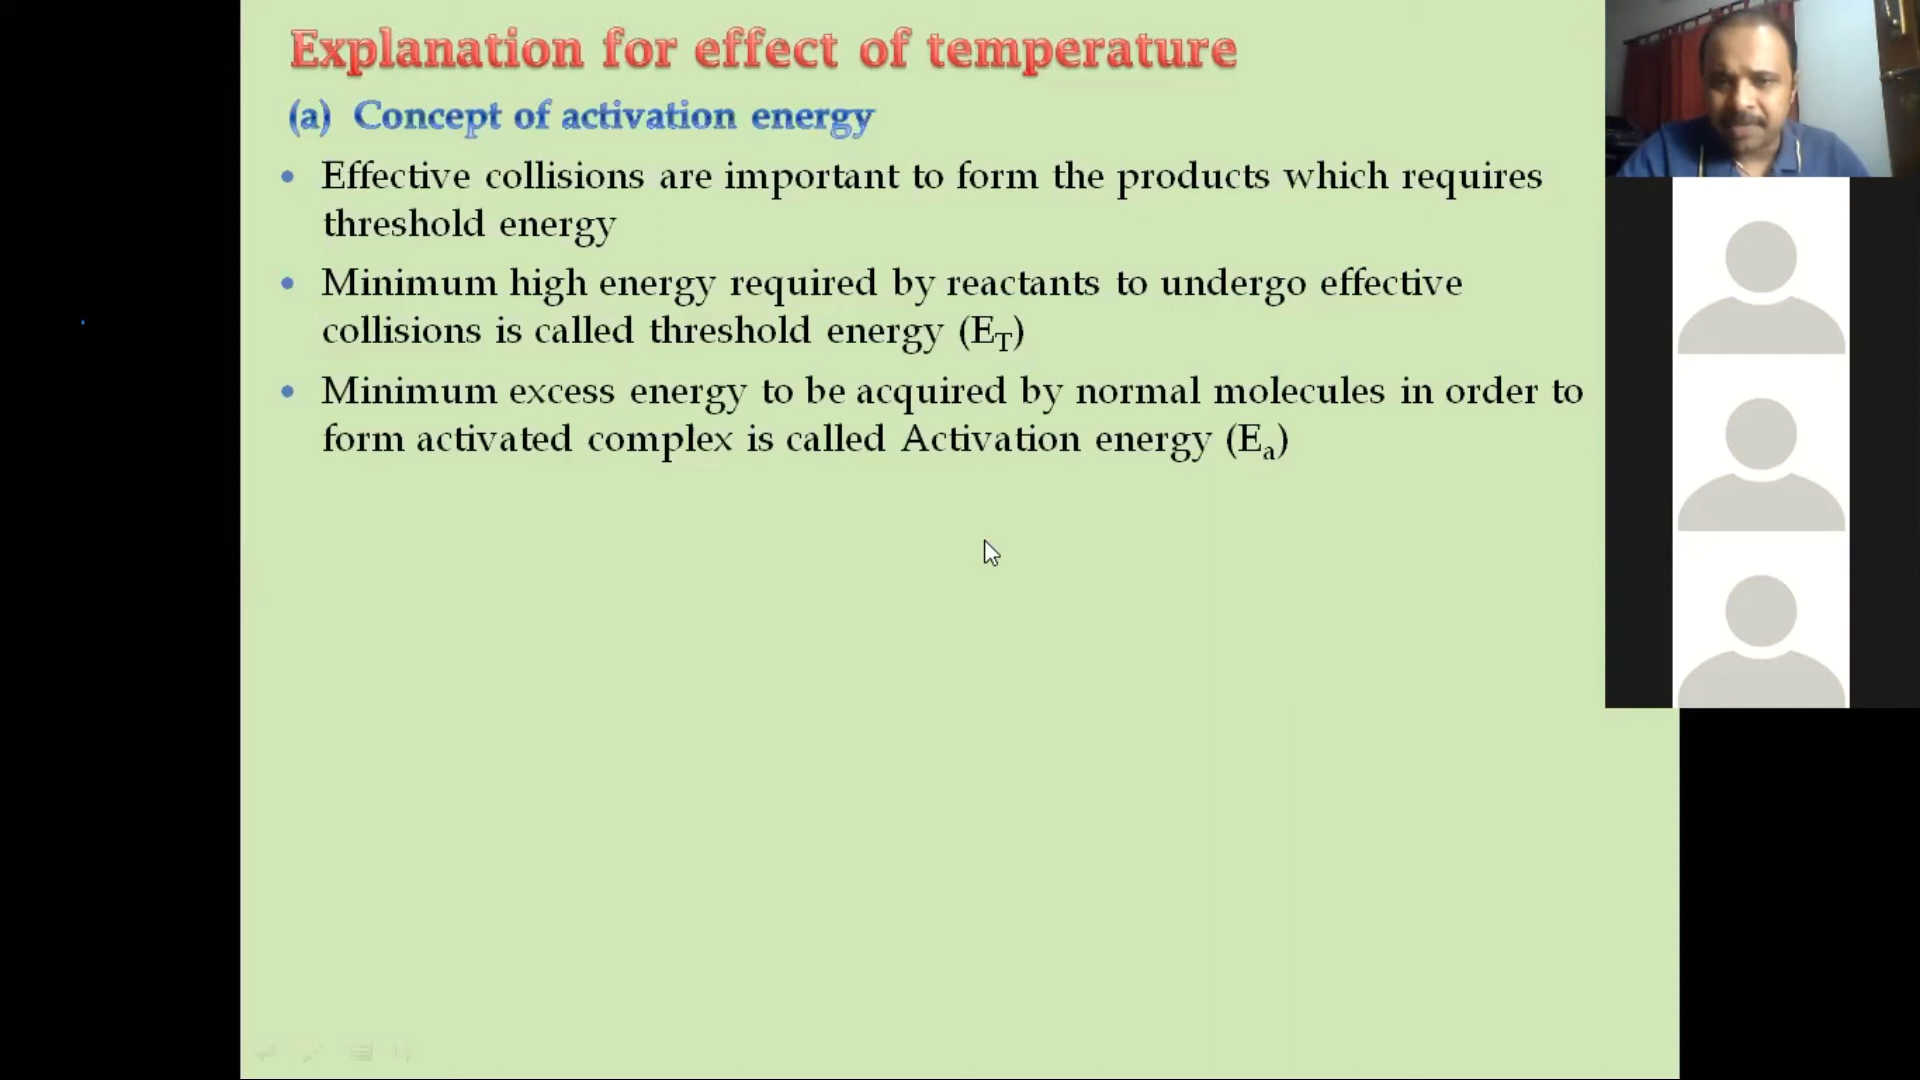 Explanation for effect of temperature
(a) Concept of activation energy
• Effective collisions are important to form the products which requires
threshold energy
• Minimum high energy required by reactants to undergo effective
collisions is called threshold energy (E_T)
• Minimum excess energy to be acquired by normal molecules in order to
form activated complex is called Activation energy (E_a)